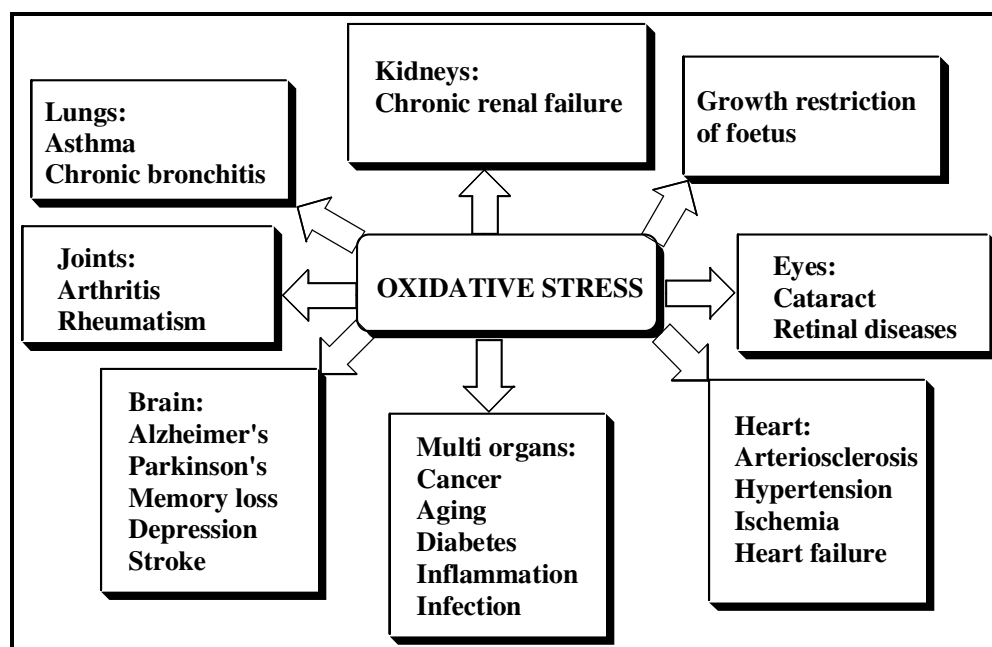 Kidneys:
Chronic renal failure
Growth restriction
of foetus
Lungs:
Asthma
Chronic bronchitis
Joints:
Arthritis
Rheumatism
OXIDATIVE STRESS
Eyes:
Cataract
Retinal diseases
Brain:
Alzheimer's
Parkinson's
Memory loss
Depression
Stroke
Multi organs:
Cancer
Aging
Diabetes
Inflammation
Infection
Heart:
Arteriosclerosis
Hypertension
Ischemia
Heart failure